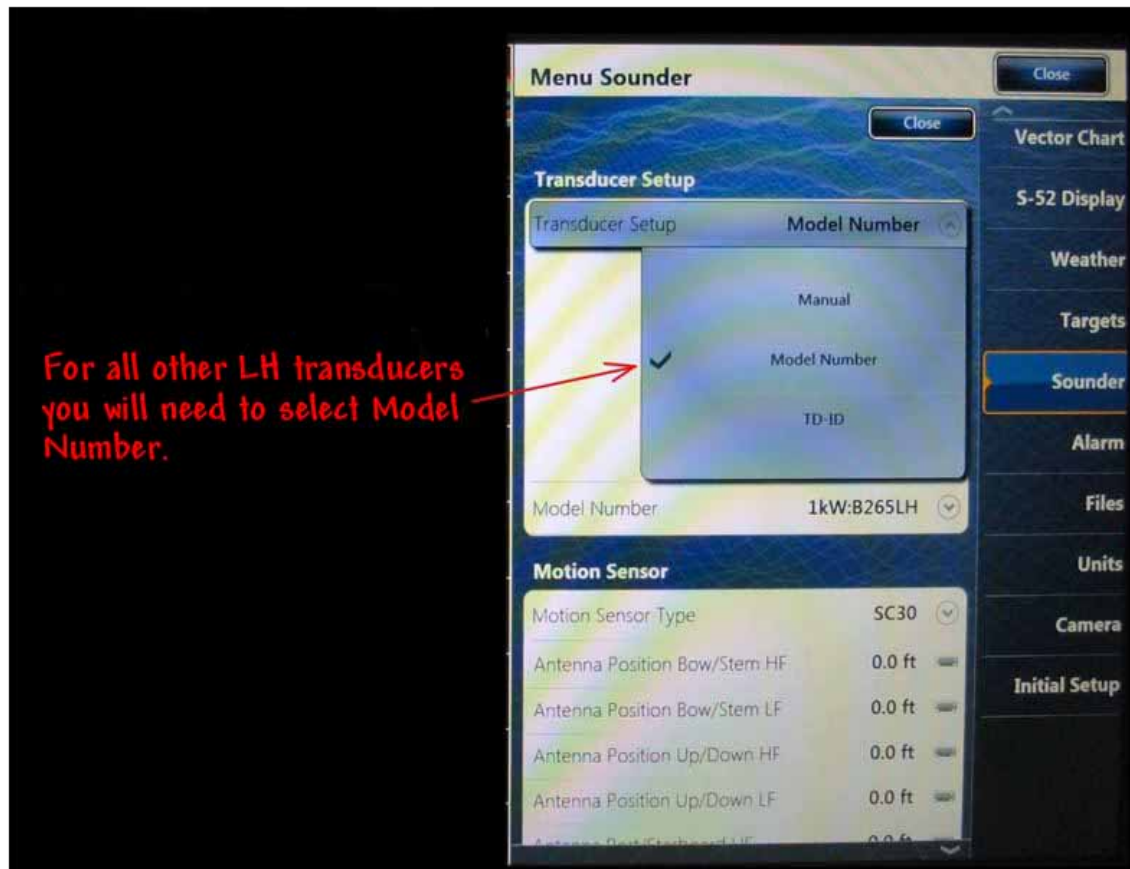 Menu Sounder
Close
Close
Transducer Setup
Transducer Setup Model Number
Manual
Model Number
TD-ID
Model Number 1kW:B265LH
Motion Sensor
Motion Sensor Type SC30
Antenna Position Bow/Stern HF 0.0 ft
Antenna Position Bow/Stern LF 0.0 ft
Antenna Position Up/Down HF 0.0 ft
Antenna Position Up/Down LF 0.0 ft
Vector Chart
S-52 Display
Weather
Targets
Sounder
Alarm
Files
Units
Camera
Initial Setup
For all other LH transducers
you will need to select Model
Number.